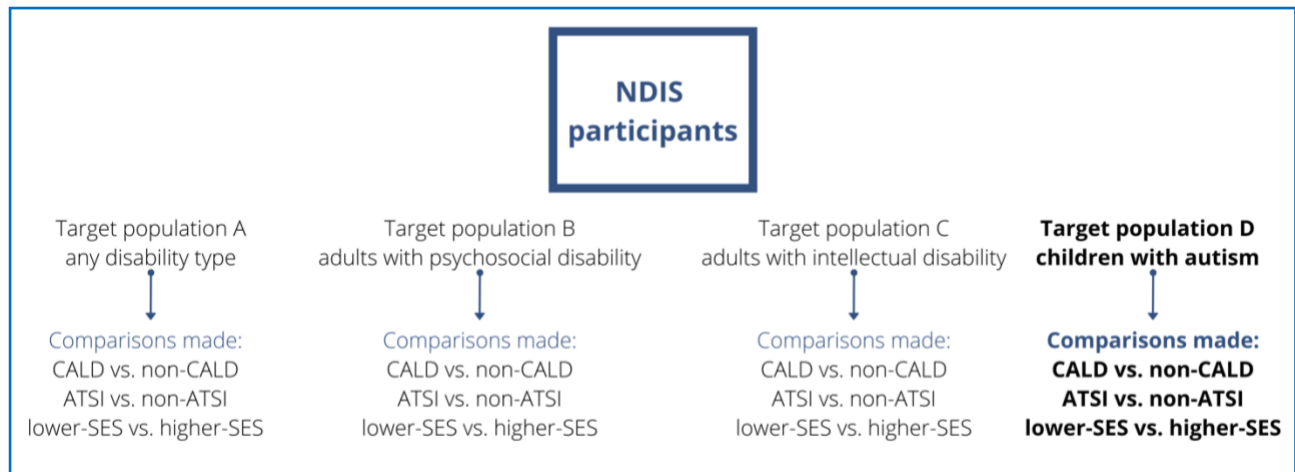 NDIS
participants
Target population A
any disability type
Comparisons made:
CALD vs. non-CALD
ATSI vs. non-ATSI
lower-SES vs. higher-SES
Target population B
adults with psychosocial disability
Comparisons made:
CALD vs. non-CALD
ATSI vs. non-ATSI
lower-SES vs. higher-SES
Target population C
adults with intellectual disability
Comparisons made:
CALD vs. non-CALD
ATSI vs. non-ATSI
lower-SES vs. higher-SES
Target population D
children with autism
Comparisons made:
CALD vs. non-CALD
ATSI vs. non-ATSI
lower-SES vs. higher-SES